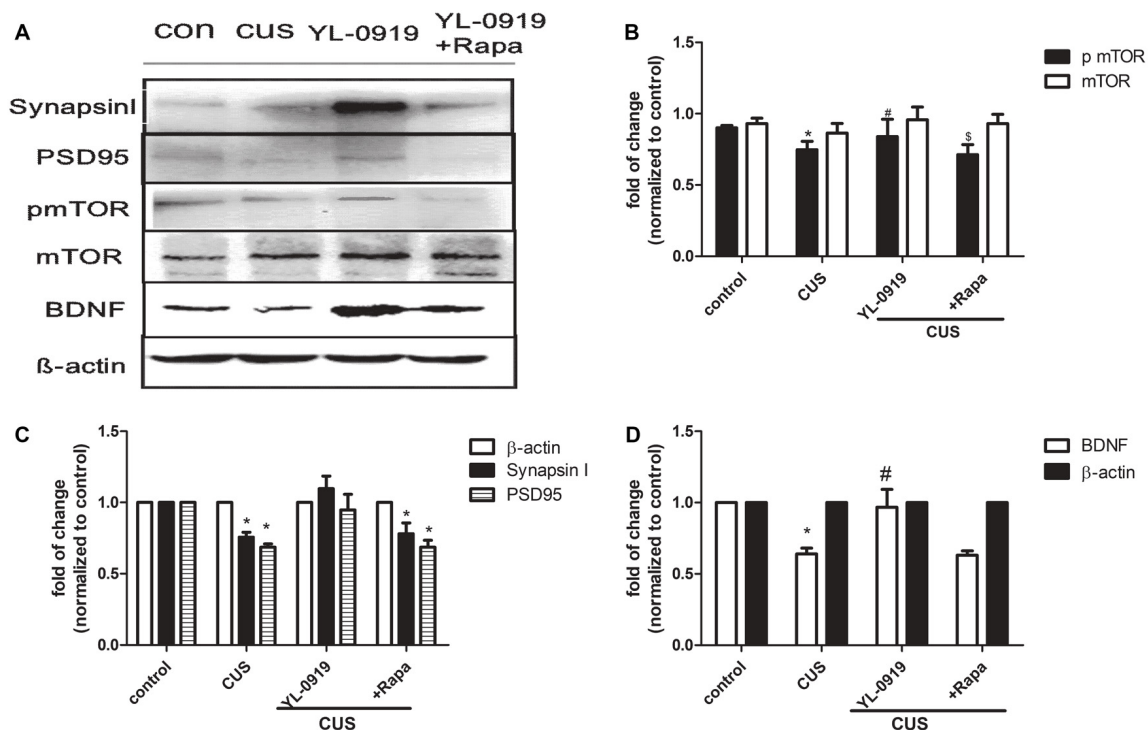 A
con CUS YL-0919 YL-0919
+Rapa
SynapsinI
PSD95
pmTOR
mTOR
BDNF
ß-actin
B
fold of change
(normalized to control)
1.5
1.0
0.5
0.0
control
CUS
YL-0919
+Rapa
CUS
*
#
$
p mTOR
mTOR
C
fold of change
(normalized to control)
1.5
1.0
0.5
0.0
* *
* *
control
CUS
YL-0919
+Rapa
CUS
β-actin
Synapsin I
PSD95
D
fold of change
(normalized to control)
1.5
1.0
0.5
0.0
*
#
control
CUS
YL-0919
+Rapa
CUS
BDNF
β-actin